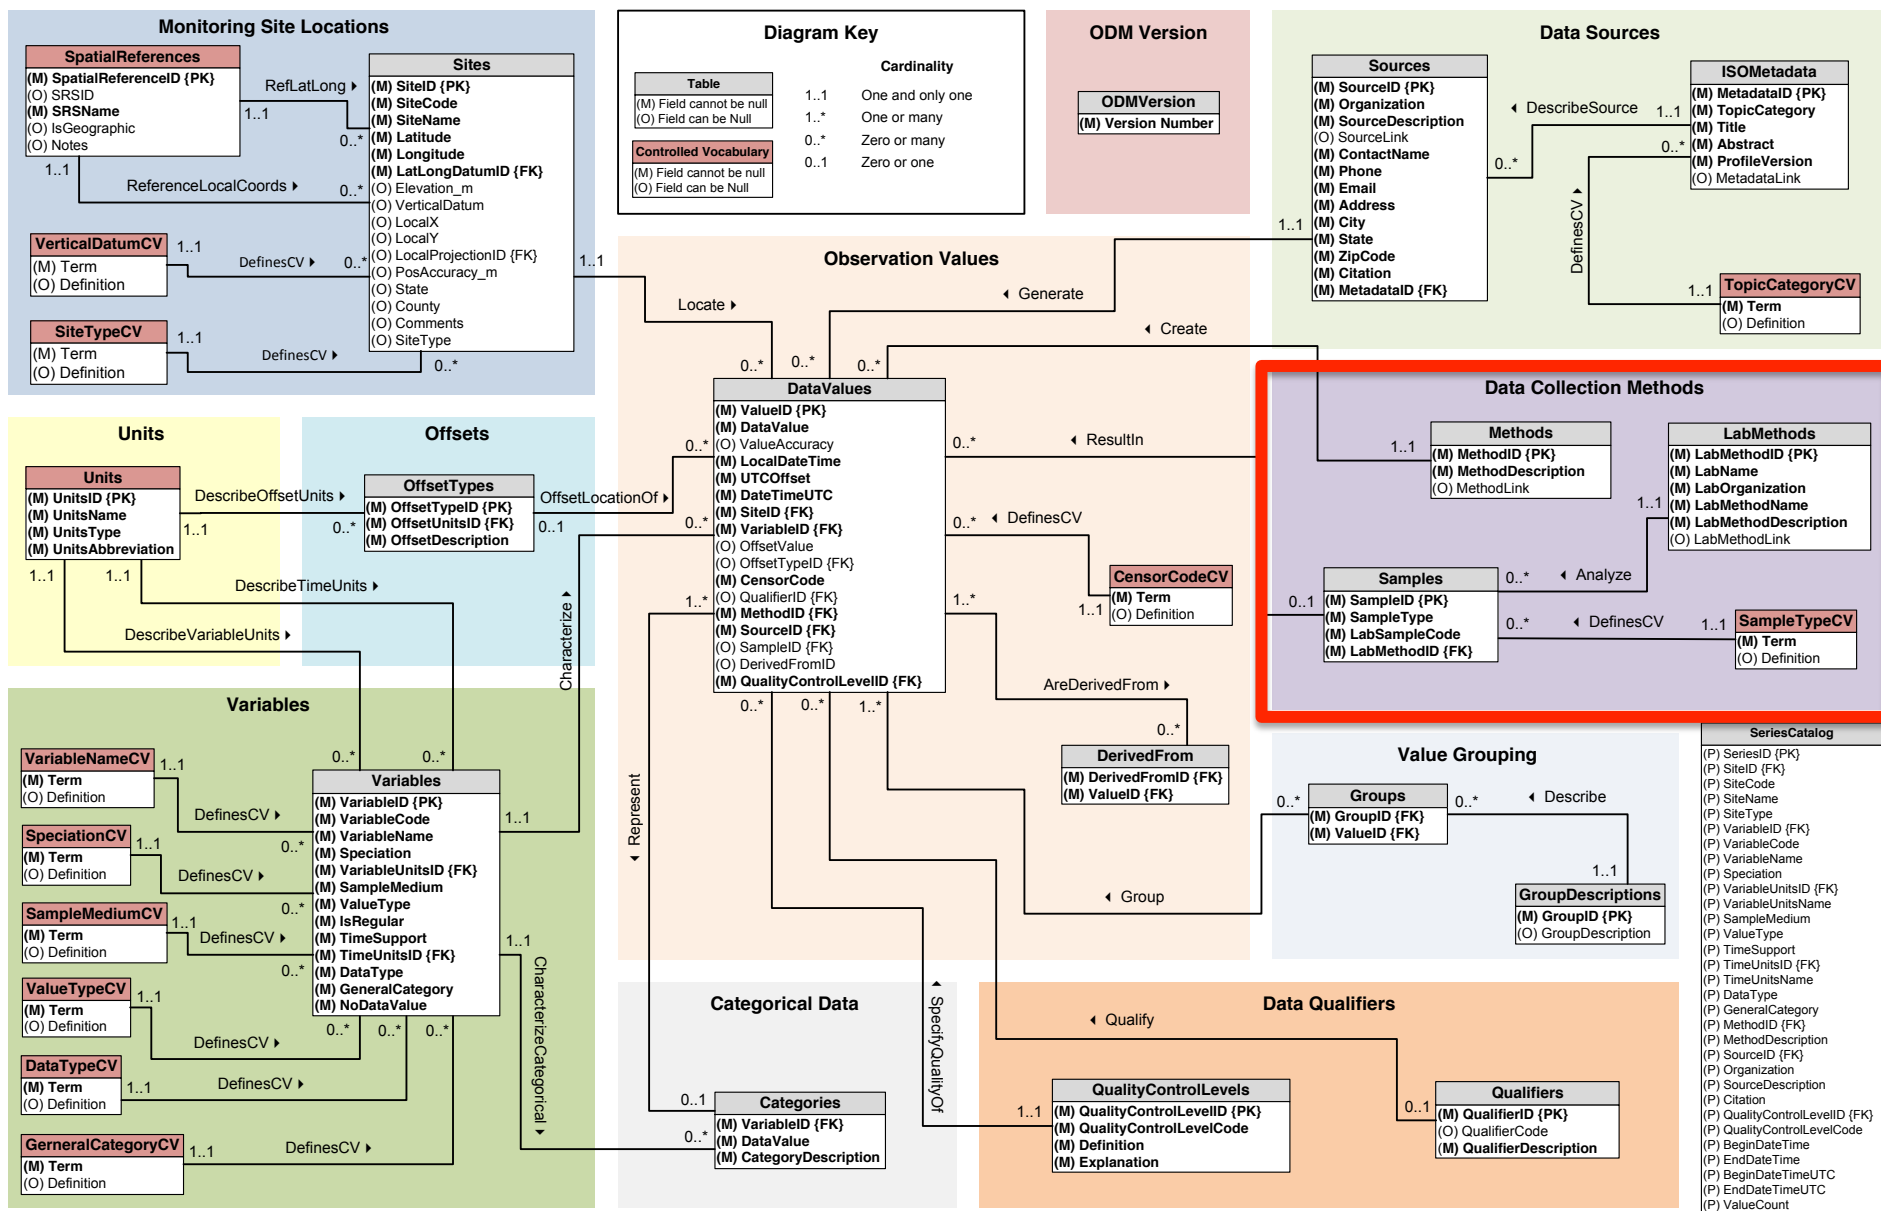 Monitoring Site Locations
SpatialReferences
(M) SpatialReferenceID {PK}
(O) SRSID
(M) SRSName
(O) IsGeographic
(O) Notes
RefLatLong
1..1
0..*
1..1
ReferenceLocalCoords
0..*
Sites
(M) SiteID {PK}
(M) SiteCode
(M) SiteName
(M) Latitude
(M) Longitude
(M) LatLongDatumID {FK}
(O) Elevation_m
(O) VerticalDatum
(O) LocalX
(O) LocalY
(O) LocalProjectionID {FK}
(O) PosAccuracy_m
(O) State
(O) County
(O) Comments
(O) SiteType
VerticalDatumCV
(M) Term
(O) Definition
1..1
DefinesCV
0..*
SiteTypeCV
(M) Term
(O) Definition
1..1
DefinesCV
0..*
1..1
Diagram Key
Table
(M) Field cannot be null
(O) Field can be Null
Controlled Vocabulary
(M) Field cannot be null
(O) Field can be Null
Cardinality
1..1 One and only one
1..* One or many
0..* Zero or many
0..1 Zero or one
ODM Version
ODMVersion
(M) Version Number
Data Sources
Sources
(M) SourceID {PK}
(M) Organization
(M) SourceDescription
(O) SourceLink
(M) ContactName
(M) Phone
(M) Email
(M) Address
(M) City
(M) State
(M) ZipCode
(M) Citation
(M) MetadataID {FK}
DescribeSource
1..1
0..*
0..*
ISOMetadata
(M) MetadataID {PK}
(M) TopicCategory
(M) Title
(M) Abstract
(M) ProfileVersion
(O) MetadataLink
DefinesCV
1..1
TopicCategoryCV
(M) Term
(O) Definition
1..1
Observation Values
Locate
Generate
Create
0..*
0..*
0..*
DataValues
(M) ValueID {PK}
(M) DataValue
(O) ValueAccuracy
(M) LocalDateTime
(M) UTCOffset
(M) DateTimeUTC
(M) SiteID {FK}
(M) VariableID {FK}
(O) OffsetValue
(O) OffsetTypeID {FK}
(M) CensorCode
(O) QualifierID {FK}
(M) MethodID {FK}
(M) SourceID {FK}
(O) SampleID {FK}
(O) DerivedFromID
(M) QualityControlLevelID {FK}
0..*
ResultIn
0..*
0..*
0..*
DefinesCV
1..*
1..*
CensorCodeCV
(M) Term
(O) Definition
1..1
AreDerivedFrom
0..*
0..*
0..*
1..*
DerivedFrom
(M) DerivedFromID {FK}
(M) ValueID {FK}
Represent
Group
Data Collection Methods
Methods
(M) MethodID {PK}
(M) MethodDescription
(O) MethodLink
1..1
LabMethods
(M) LabMethodID {PK}
(M) LabName
(M) LabOrganization
(M) LabMethodName
(M) LabMethodDescription
(O) LabMethodLink
1..1
Samples
(M) SampleID {PK}
(M) SampleType
(M) LabSampleCode
(M) LabMethodID {FK}
0..1
0..*
Analyze
0..*
DefinesCV
1..1
SampleTypeCV
(M) Term
(O) Definition
Units
Units
(M) UnitsID {PK}
(M) UnitsName
(M) UnitsType
(M) UnitsAbbreviation
1..1
1..1
1..1
DescribeOffsetUnits
0..*
DescribeTimeUnits
DescribeVariableUnits
Offsets
OffsetTypes
(M) OffsetTypeID {PK}
(M) OffsetUnitsID {FK}
(M) OffsetDescription
OffsetLocationOf
0..1
Characterize
Variables
VariableNameCV
(M) Term
(O) Definition
1..1
DefinesCV
0..*
SpeciationCV
(M) Term
(O) Definition
1..1
DefinesCV
0..*
SampleMediumCV
(M) Term
(O) Definition
1..1
DefinesCV
0..*
ValueTypeCV
(M) Term
(O) Definition
1..1
DefinesCV
0..*
DataTypeCV
(M) Term
(O) Definition
1..1
DefinesCV
0..*
GerneralCategoryCV
(M) Term
(O) Definition
1..1
DefinesCV
0..*
0..*
0..*
Variables
(M) VariableID {PK}
(M) VariableCode
(M) VariableName
(M) Speciation
(M) VariableUnitsID {FK}
(M) SampleMedium
(M) ValueType
(M) IsRegular
(M) TimeSupport
(M) TimeUnitsID {FK}
(M) DataType
(M) GeneralCategory
(M) NoDataValue
1..1
1..1
CharacterizeCategorical
Categorical Data
0..1
0..*
Categories
(M) VariableID {FK}
(M) DataValue
(M) CategoryDescription
SpecifyQualityOf
Data Qualifiers
Qualify
1..1
QualityControlLevels
(M) QualityControlLevelID {PK}
(M) QualityControlLevelCode
(M) Definition
(M) Explanation
0..1
Qualifiers
(M) QualifierID {PK}
(O) QualifierCode
(M) QualifierDescription
Value Grouping
0..*
Groups
(M) GroupID {FK}
(M) ValueID {FK}
0..*
Describe
1..1
GroupDescriptions
(M) GroupID {PK}
(O) GroupDescription
SeriesCatalog
(P) SeriesID {PK}
(P) SiteID {FK}
(P) SiteCode
(P) SiteName
(P) SiteType
(P) VariableID {FK}
(P) VariableCode
(P) VariableName
(P) Speciation
(P) VariableUnitsID {FK}
(P) VariableUnitsName
(P) SampleMedium
(P) ValueType
(P) TimeSupport
(P) TimeUnitsID {FK}
(P) TimeUnitsName
(P) DataType
(P) GeneralCategory
(P) MethodID {FK}
(P) MethodDescription
(P) SourceID {FK}
(P) Organization
(P) SourceDescription
(P) Citation
(P) QualityControlLevelID {FK}
(P) QualityControlLevelCode
(P) BeginDateTime
(P) EndDateTime
(P) BeginDateTimeUTC
(P) EndDateTimeUTC
(P) ValueCount